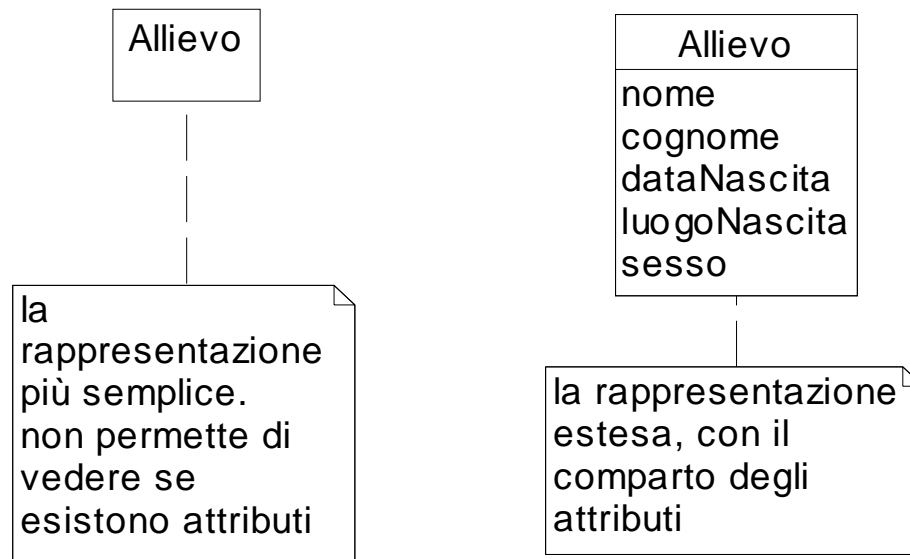 Allievo
la
rappresentazione
più semplice.
non permette di
vedere se
esistono attributi
Allievo
nome
cognome
dataNascita
luogoNascita
sesso
la rappresentazione
estesa, con il
comparto degli
attributi